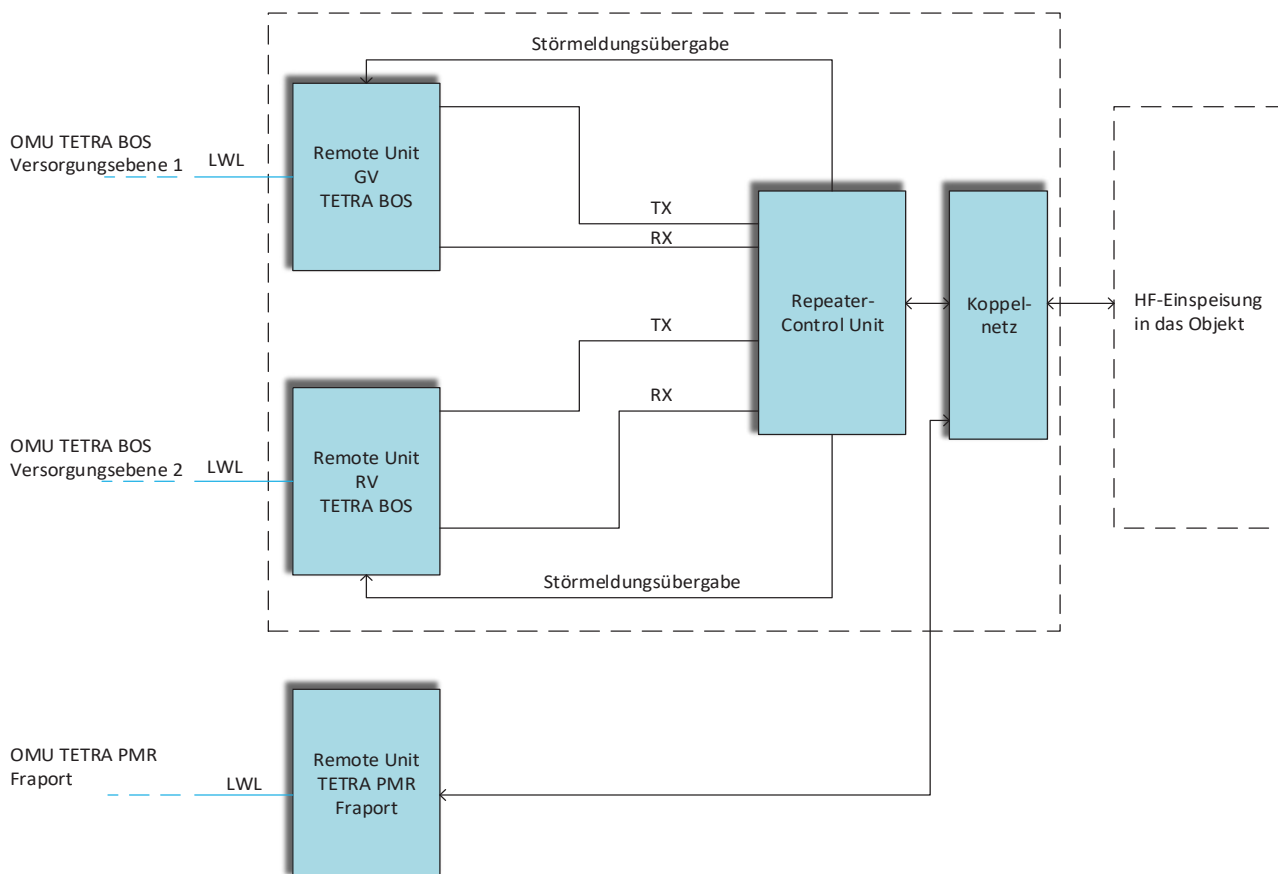 Störmeldungsübergabe
OMU TETRA BOS
Versorgungsebene 1
LWL
Remote Unit
GV
TETRA BOS
TX
RX
Repeater-
Control Unit
Koppel-
netz
HF-Einspeisung
in das Objekt
TX
RX
OMU TETRA BOS
Versorgungsebene 2
LWL
Remote Unit
RV
TETRA BOS
Störmeldungsübergabe
OMU TETRA PMR
Fraport
LWL
Remote Unit
TETRA PMR
Fraport